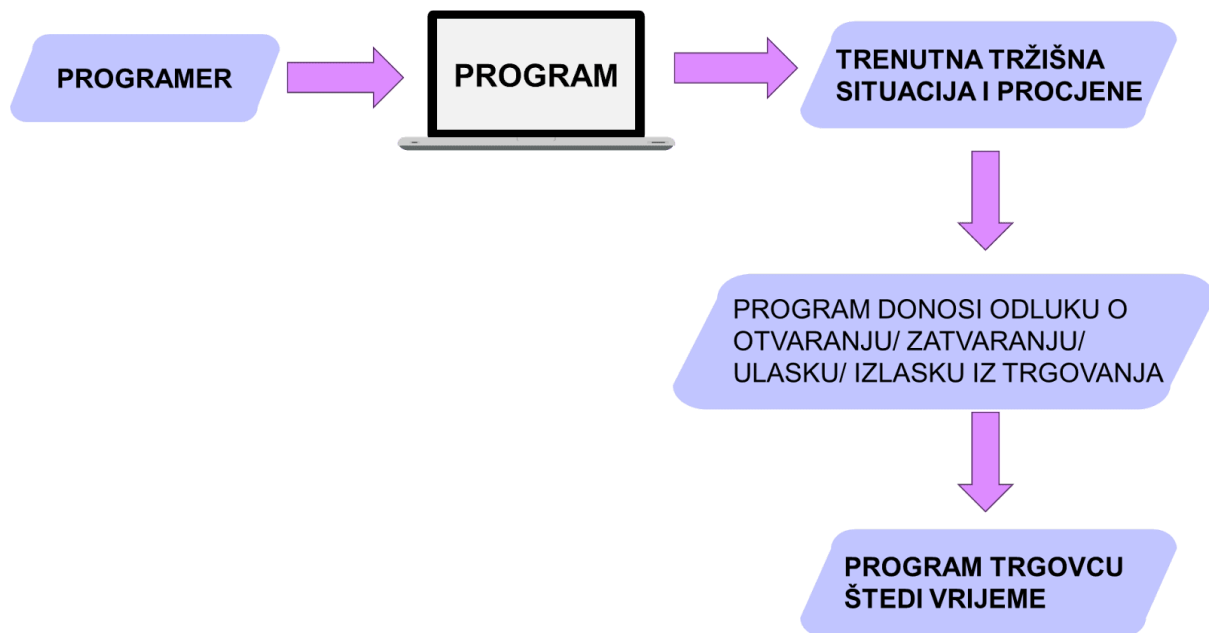 PROGRAMER
PROGRAM
TRENUTNA TRŽIŠNA
SITUACIJA I PROCJENE
PROGRAM DONOSI ODLUKU O
OTVARANJU/ ZATVARANJU/
ULASKU/ IZLASKU IZ TRGOVANJA
PROGRAM TRGOVCU
ŠTEDI VRIJEME